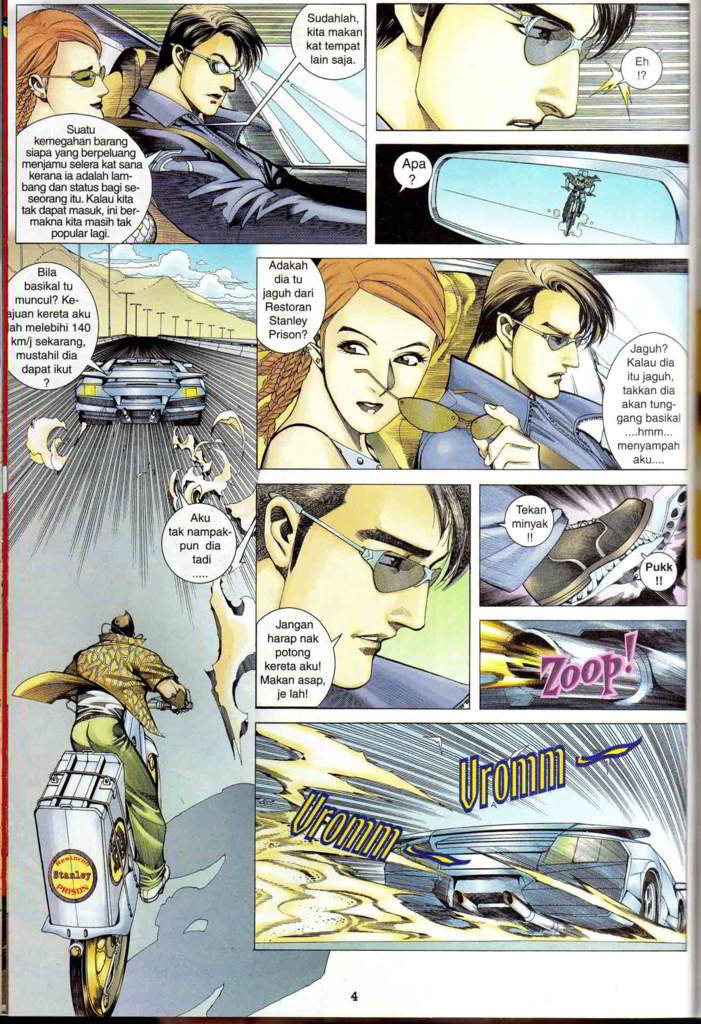 Sudahlah,
kita makan
kat tempat
lain saja.
Suatu
kemegahan barang
siapa yang berpeluang
menjamu selera kat sana
kerana ia adalah lam-
bang dan status bagi se-
seorang itu. Kalau kita
tak dapat masuk, ini ber-
makna kita masih tak
popular lagi.
Eh
!?
Apa
?
Bila
basikal tu
muncul? Ke-
ajuan kereta aku
ah melebihi 140
km/j sekarang,
mustahil dia
dapat ikut
?
Aku
tak nampak-
pun dia
tadi
.....
Adakah
dia tu
jaguh dari
Restoran
Stanley
Prison?
Jaguh?
Kalau dia
itu jaguh,
takkan dia
akan tung-
gang basikal
....hmm...
menyampah
aku....
Jangan
harap nak
potong
kereta aku!
Makan asap,
je lah!
Tekan
minyak
!!
Pukk
!!
Zoop!
Vromm
Vromm
Restoran
Stanley
PRISON
4